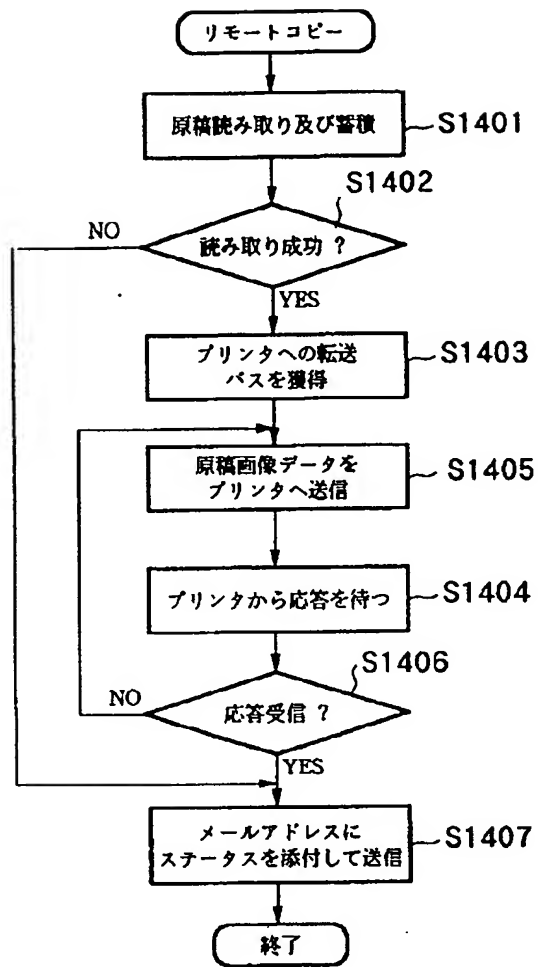 リモートコピー
原稿読み取り及び蓄積
S1401
S1402
NO
読み取り成功 ?
YES
プリンタへの転送
パスを獲得
S1403
原稿画像データを
プリンタへ送信
S1405
プリンタから応答を待つ
S1404
S1406
NO
応答受信 ?
YES
メールアドレスに
ステータスを添付して送信
S1407
終了